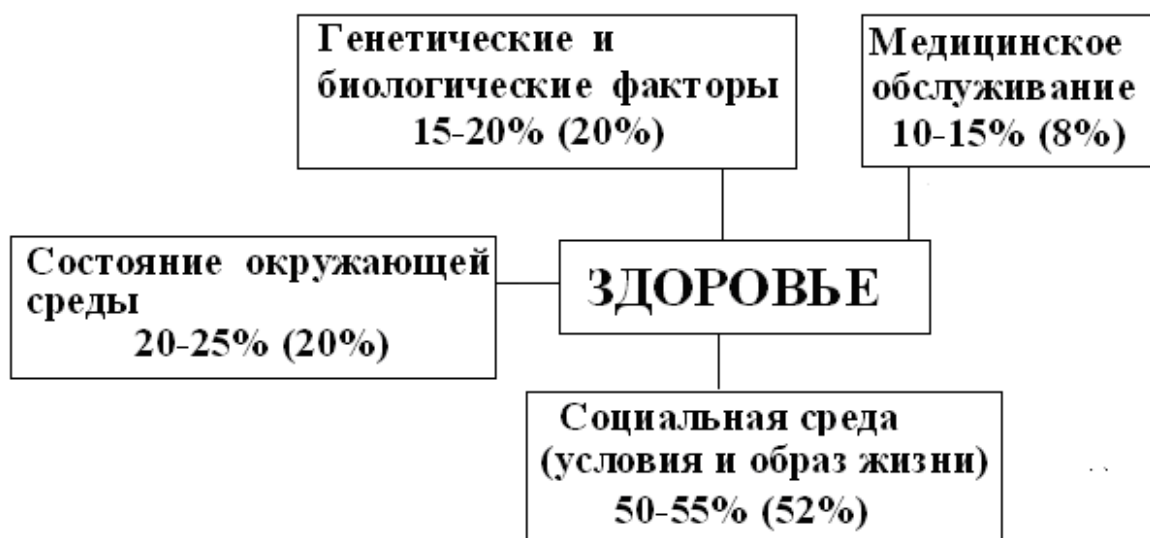 Генетические и
биологические факторы
15-20% (20%)
Медицинское
обслуживание
10-15% (8%)
Состояние окружающей
среды
20-25% (20%)
ЗДОРОВЬЕ
Социальная среда
(условия и образ жизни)
50-55% (52%)